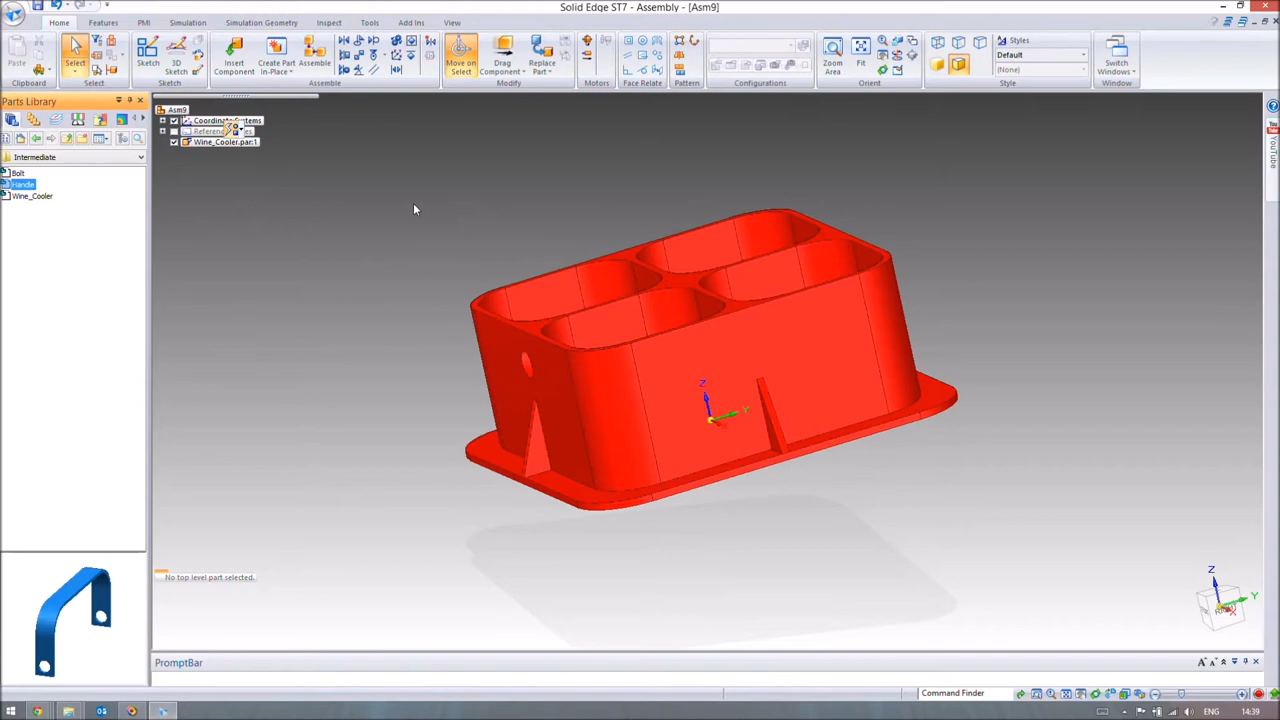 Solid Edge ST7 - Assembly - [Asm9]
Home Features PMI Simulation Simulation Geometry Inspect Tools Add Ins View
Paste
Select
Sketch
3D Sketch
Insert Component
Create Part In-Place
Assemble
Move on Select
Drag Component
Replace Part
Zoom Area
Fit
Styles
Default
(None)
Switch Windows
Clipboard Select Sketch Assemble Modify Motors Face Relate Pattern Configurations Orient Style Window
Parts Library
Intermediate
Bolt
Handle
Wine_Cooler
Asm9
Coordinate Systems
Wine_Cooler.par:1
YouTube
Z
Y
No top level part selected.
Z
Y
X
PromptBar
Command Finder
ENG 14:39